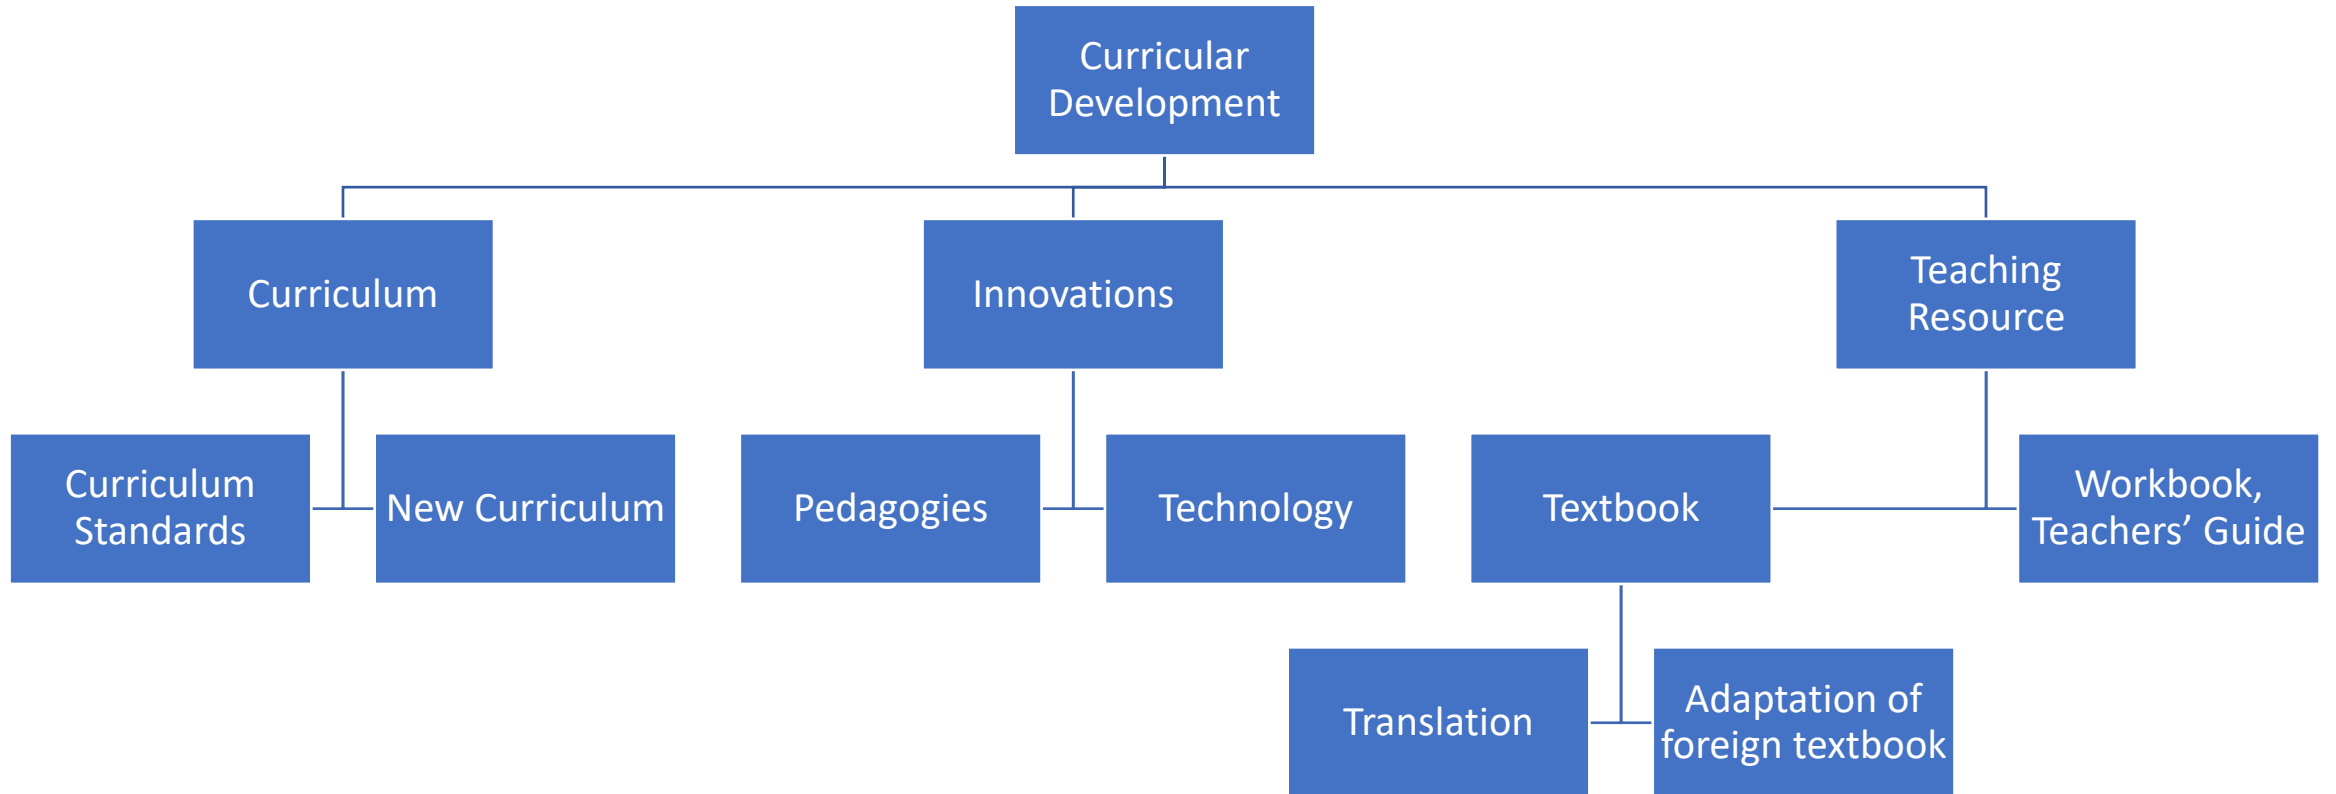 Curricular
Development
Curriculum
Innovations
Teaching
Resource
Curriculum
Standards
New Curriculum
Pedagogies
Technology
Textbook
Workbook,
Teachers’ Guide
Translation
Adaptation of
foreign textbook